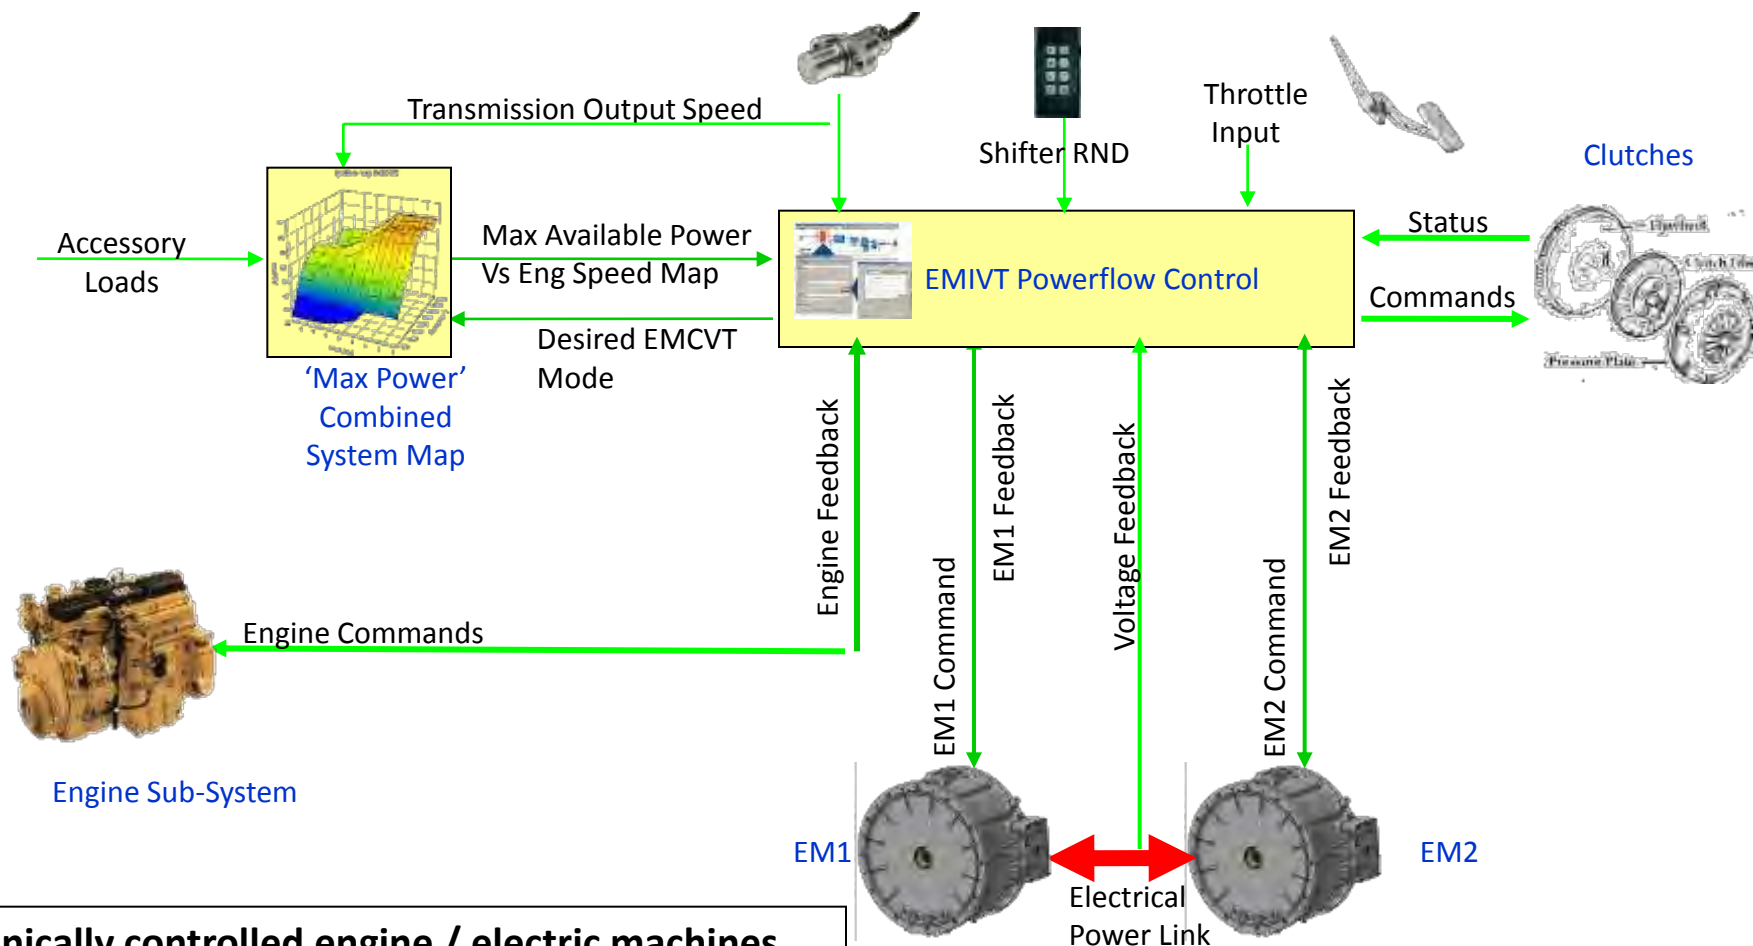 Transmission Output Speed
Shifter RND
Throttle
Input
Clutches
Accessory
Loads
Max Available Power
Vs Eng Speed Map
Desired EMCVT
Mode
EMIVT Powerflow Control
Status
Commands
Flywheel
Pressure Plate
‘Max Power’
Combined
System Map
Engine Feedback
EM1 Feedback
Voltage Feedback
EM2 Feedback
EM1 Command
EM2 Command
Engine Commands
Engine Sub-System
EM1
EM2
Electrical
Power Link
nically controlled engine / electric machines